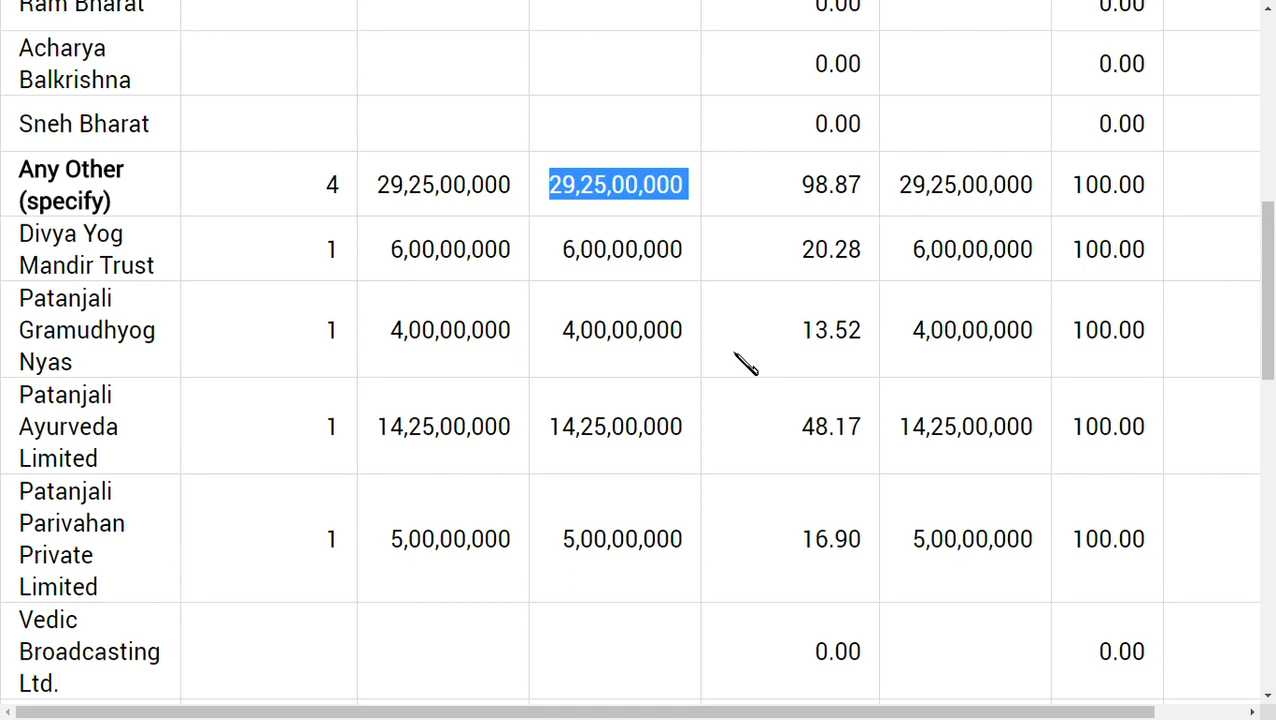 Ram Bharat 0.00 0.00
Acharya
Balkrishna 0.00 0.00
Sneh Bharat 0.00 0.00
Any Other
(specify) 4 29,25,00,000 29,25,00,000 98.87 29,25,00,000 100.00
Divya Yog
Mandir Trust 1 6,00,00,000 6,00,00,000 20.28 6,00,00,000 100.00
Patanjali
Gramudhyog 1 4,00,00,000 4,00,00,000 13.52 4,00,00,000 100.00
Nyas
Patanjali
Ayurveda 1 14,25,00,000 14,25,00,000 48.17 14,25,00,000 100.00
Limited
Patanjali
Parivahan 1 5,00,00,000 5,00,00,000 16.90 5,00,00,000 100.00
Private
Limited
Vedic
Broadcasting 0.00 0.00
Ltd.